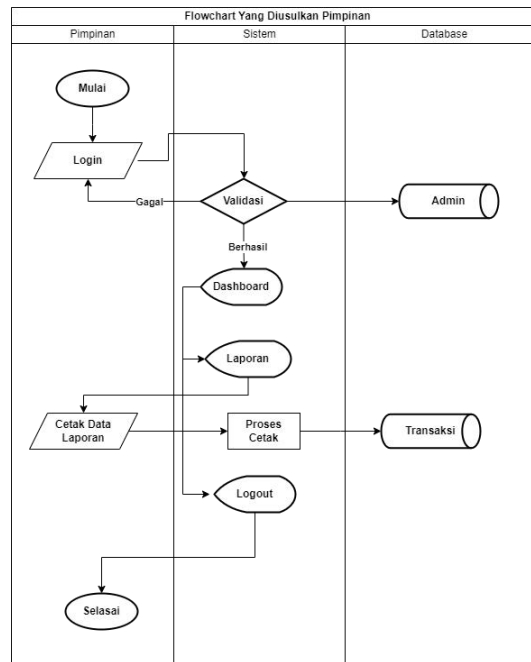 Flowchart Yang Diusulkan Pimpinan
Pimpinan
Sistem
Database
Mulai
Login
Gagal
Validasi
Admin
Berhasil
Dashboard
Laporan
Cetak Data
Laporan
Proses
Cetak
Transaksi
Logout
Selasai